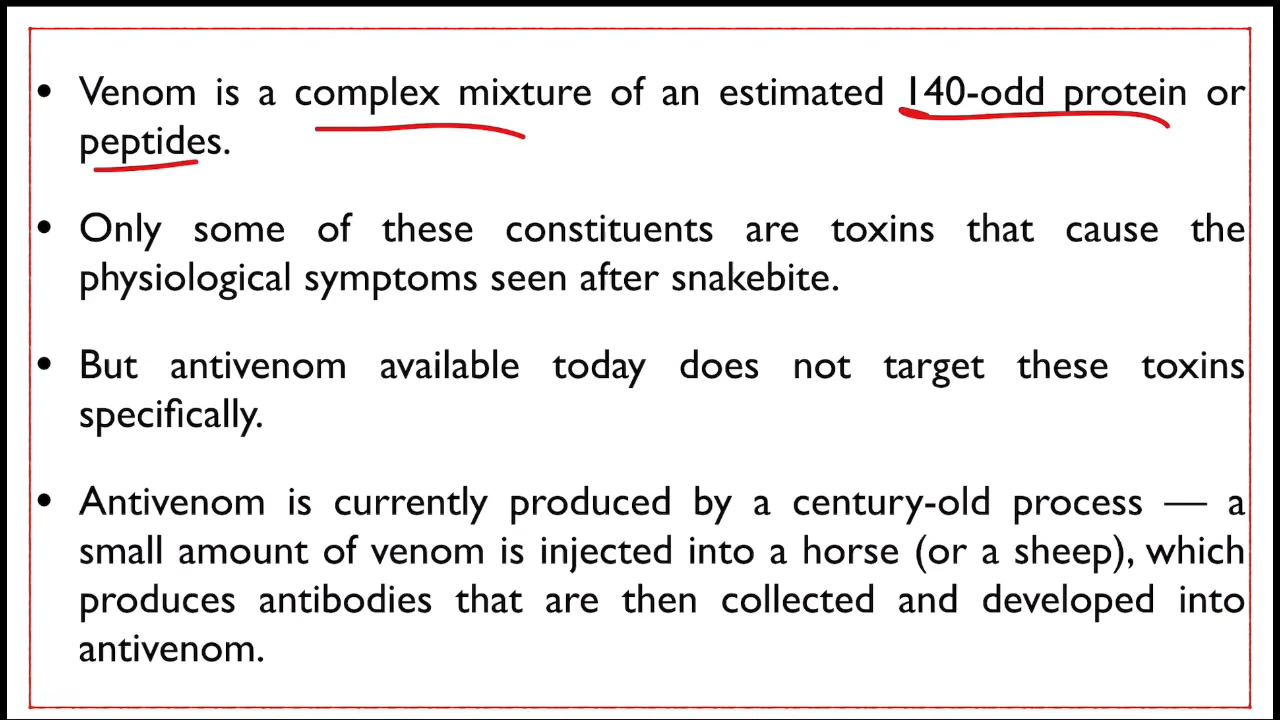 • Venom is a complex mixture of an estimated 140-odd protein or
peptides.
• Only some of these constituents are toxins that cause the
physiological symptoms seen after snakebite.
• But antivenom available today does not target these toxins
specifically.
• Antivenom is currently produced by a century-old process — a
small amount of venom is injected into a horse (or a sheep), which
produces antibodies that are then collected and developed into
antivenom.